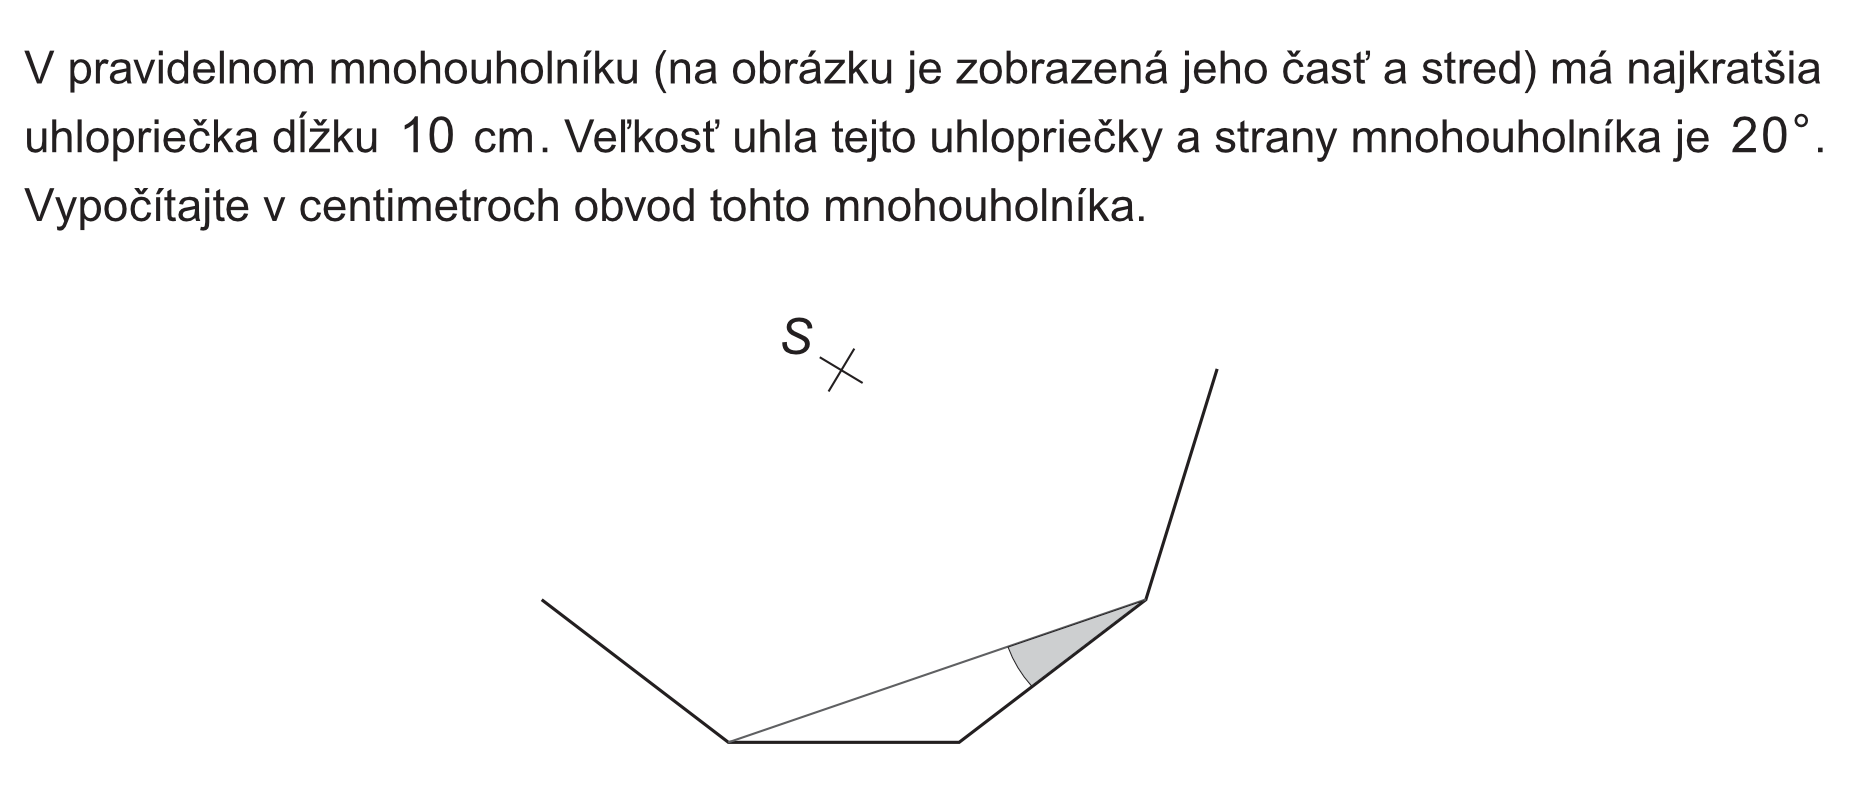 V pravidelnom mnohouholníku (na obrázku je zobrazená jeho časť a stred) má najkratšia
uhlopriečka dĺžku 10 cm. Veľkosť uhla tejto uhlopriečky a strany mnohouholníka je 20°.
Vypočítajte v centimetroch obvod tohto mnohouholníka.
S